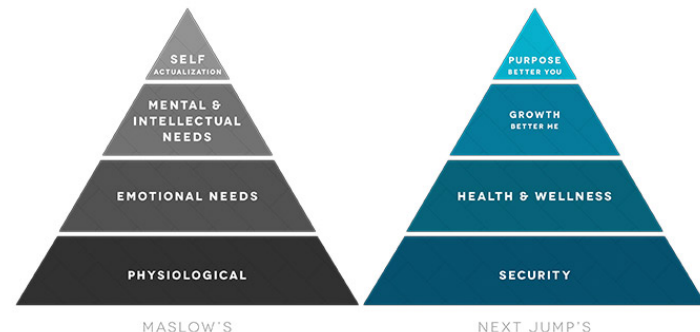 SELF
ACTUALIZATION
MENTAL &
INTELLECTUAL
NEEDS
EMOTIONAL NEEDS
PHYSIOLOGICAL
MASLOW'S
PURPOSE
BETTER YOU
GROWTH
BETTER ME
HEALTH & WELLNESS
SECURITY
NEXT JUMP'S